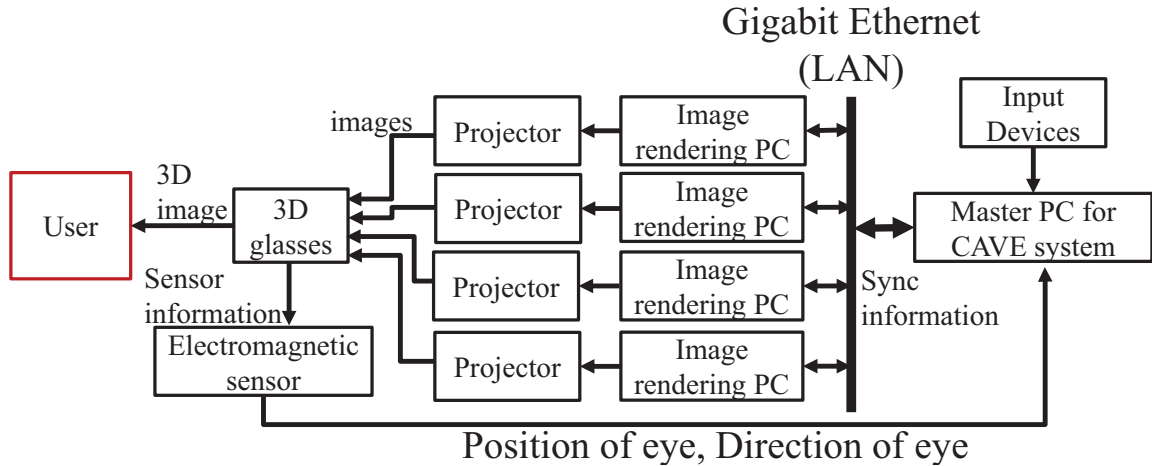 Gigabit Ethernet
(LAN)
Input
Devices
images
Projector
Image
rendering PC
3D
image
User
3D
glasses
Projector
Image
rendering PC
Master PC for
CAVE system
Sensor
information
Projector
Image
rendering PC
Sync
information
Electromagnetic
sensor
Projector
Image
rendering PC
Position of eye, Direction of eye